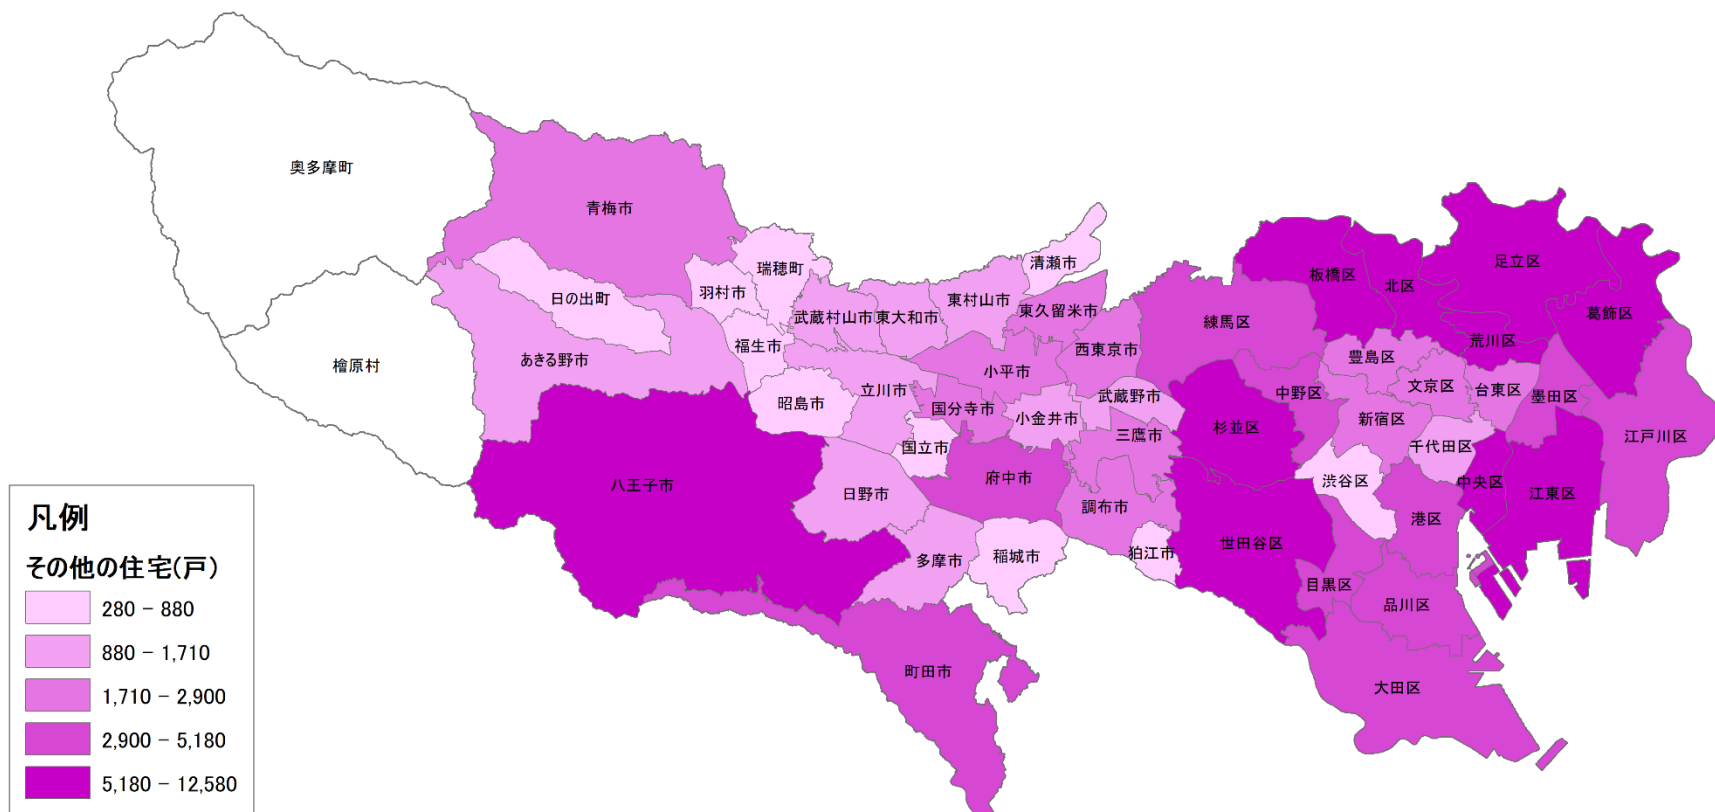 奥多摩町
青梅市
檜原村
日の出町
あきる野市
羽村市
瑞穂町
福生市
武蔵村山市
東大和市
東村山市
清瀬市
東久留米市
西東京市
小平市
立川市
昭島市
国分寺市
小金井市
武蔵野市
三鷹市
国立市
府中市
調布市
狛江市
八王子市
日野市
多摩市
稲城市
町田市
練馬区
板橋区
北区
足立区
葛飾区
荒川区
豊島区
文京区
台東区
墨田区
江戸川区
中野区
杉並区
新宿区
千代田区
渋谷区
中央区
江東区
港区
世田谷区
目黒区
品川区
大田区
凡例
その他の住宅(戸)
280 - 880
880 - 1,710
1,710 - 2,900
2,900 - 5,180
5,180 - 12,580